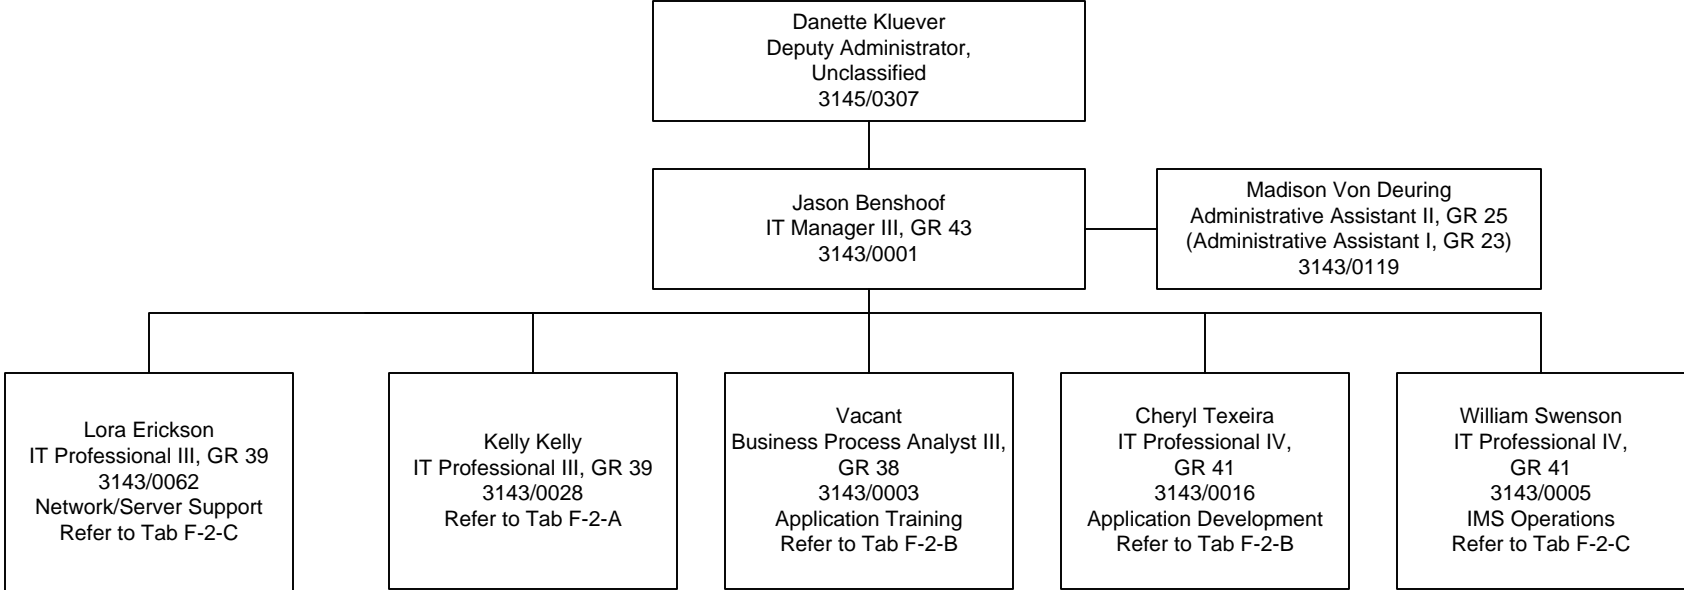 Danette Kluever
Deputy Administrator,
Unclassified
3145/0307
Jason Benshoof
IT Manager III, GR 43
3143/0001
Madison Von Deuring
Administrative Assistant II, GR 25
(Administrative Assistant I, GR 23)
3143/0119
Lora Erickson
IT Professional III, GR 39
3143/0062
Network/Server Support
Refer to Tab F-2-C
Kelly Kelly
IT Professional III, GR 39
3143/0028
Refer to Tab F-2-A
Vacant
Business Process Analyst III,
GR 38
3143/0003
Application Training
Refer to Tab F-2-B
Cheryl Texeira
IT Professional IV,
GR 41
3143/0016
Application Development
Refer to Tab F-2-B
William Swenson
IT Professional IV,
GR 41
3143/0005
IMS Operations
Refer to Tab F-2-C